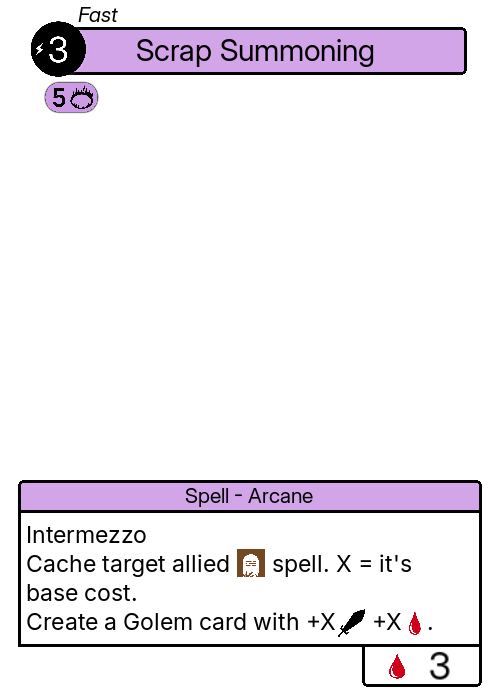 Fast
3 Scrap Summoning
5
Spell - Arcane
Intermezzo
Cache target allied spell. X = it's
base cost.
Create a Golem card with +X +X .
3